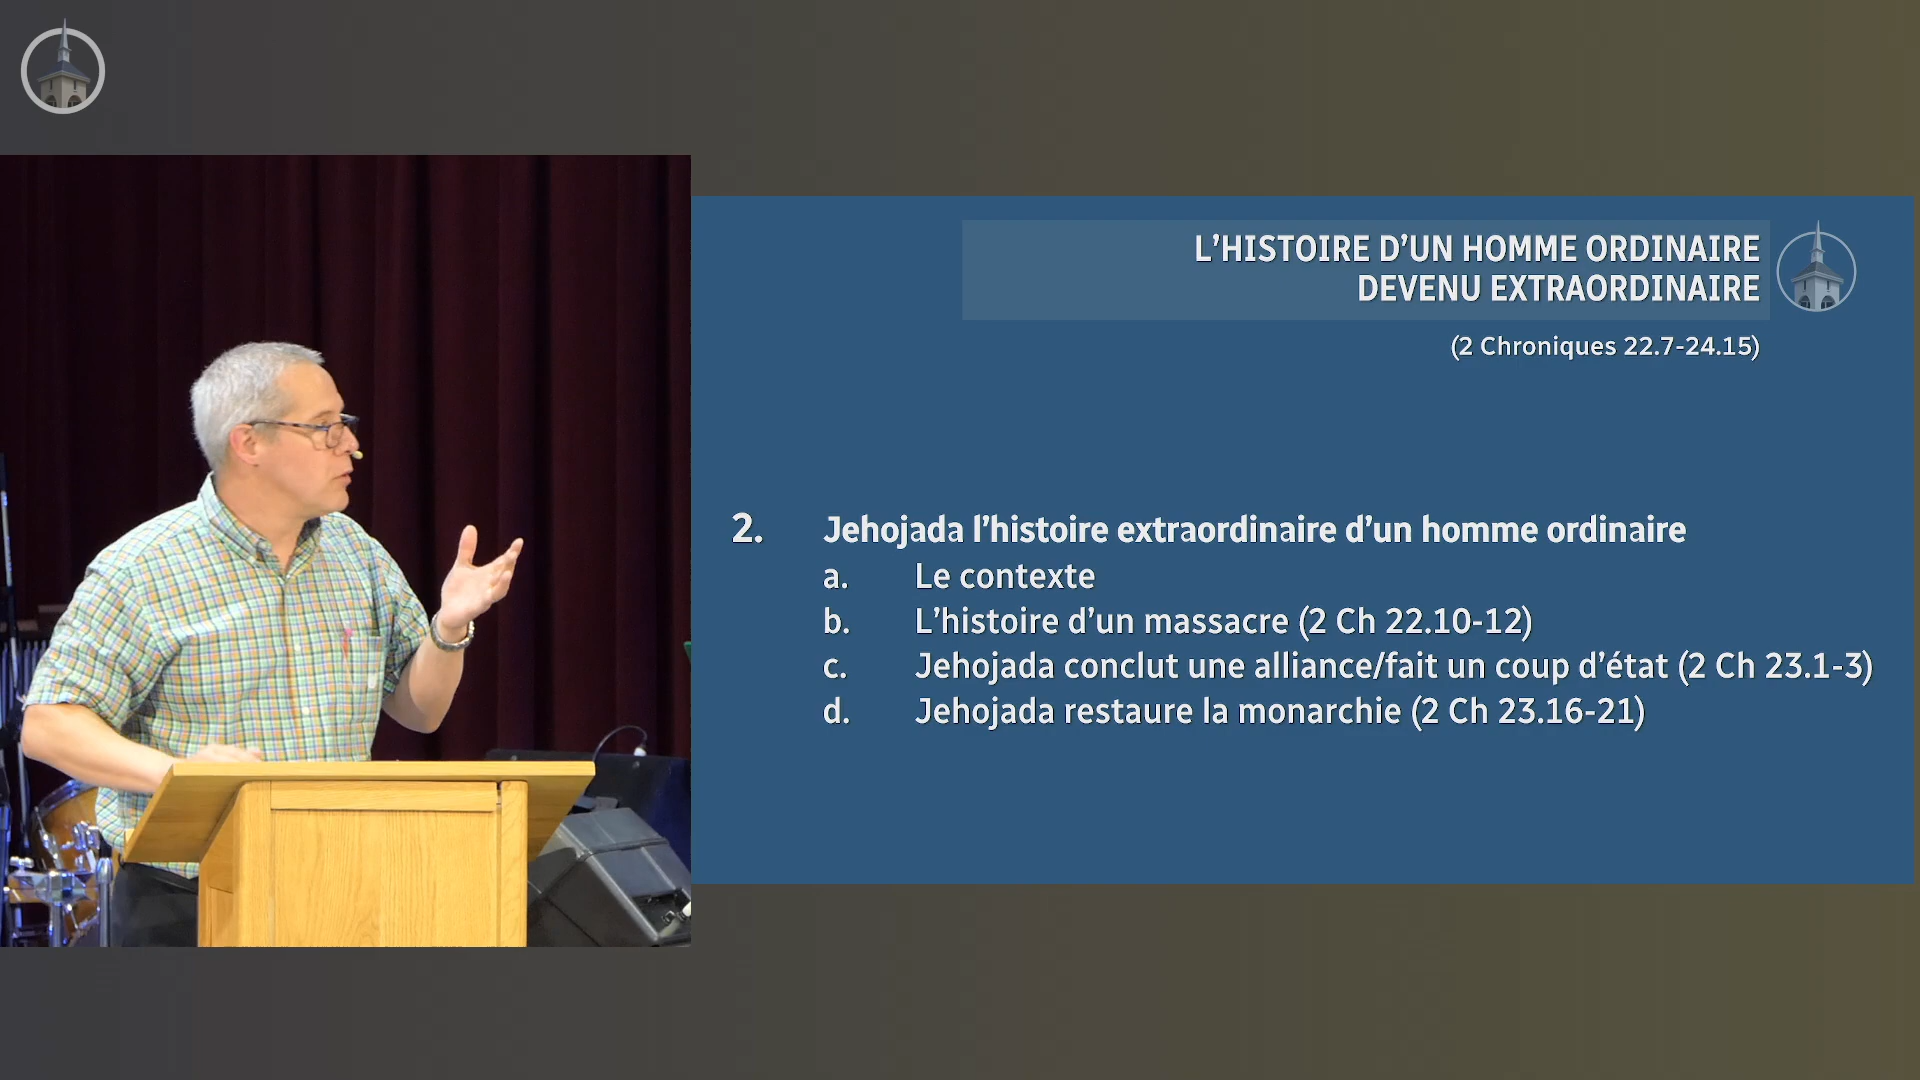 L'HISTOIRE D'UN HOMME ORDINAIRE
DEVENU EXTRAORDINAIRE
(2 Chroniques 22.7-24.15)
2. Jehojada l'histoire extraordinaire d'un homme ordinaire
a. Le contexte
b. L'histoire d'un massacre (2 Ch 22.10-12)
c. Jehojada conclut une alliance/fait un coup d'état (2 Ch 23.1-3)
d. Jehojada restaure la monarchie (2 Ch 23.16-21)